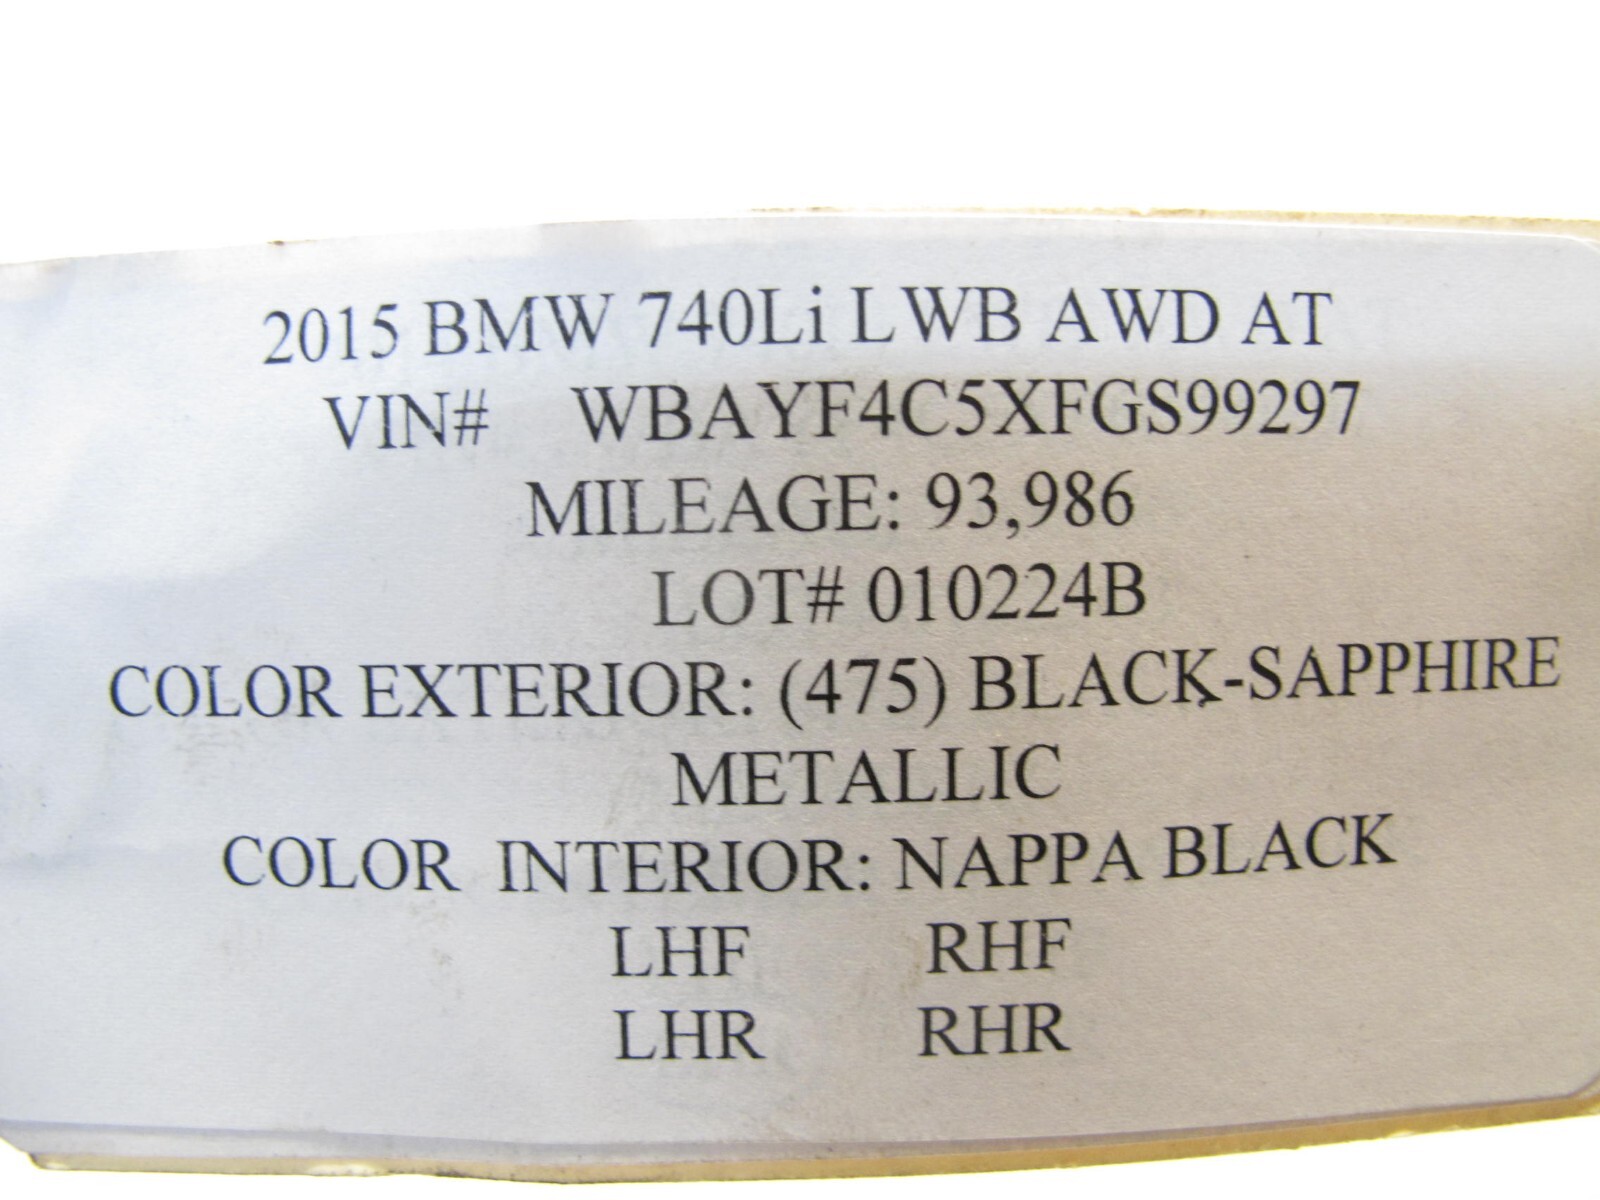 2015 BMW 740Li LWB AWD AT
VIN# WBAYF4C5XFGS99297
MILEAGE: 93,986
LOT# 010224B
COLOR EXTERIOR: (475) BLACK-SAPPHIRE
METALLIC
COLOR INTERIOR: NAPPA BLACK
LHF RHF
LHR RHR